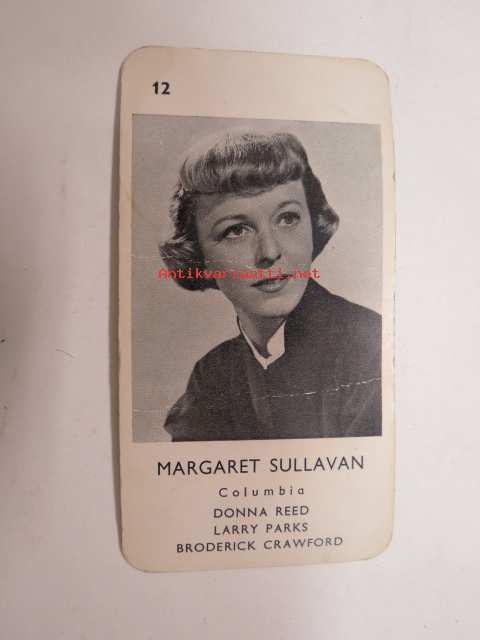 12
Antikvariaatti.net
MARGARET SULLAVAN
Columbia
DONNA REED
LARRY PARKS
BRODERICK CRAWFORD